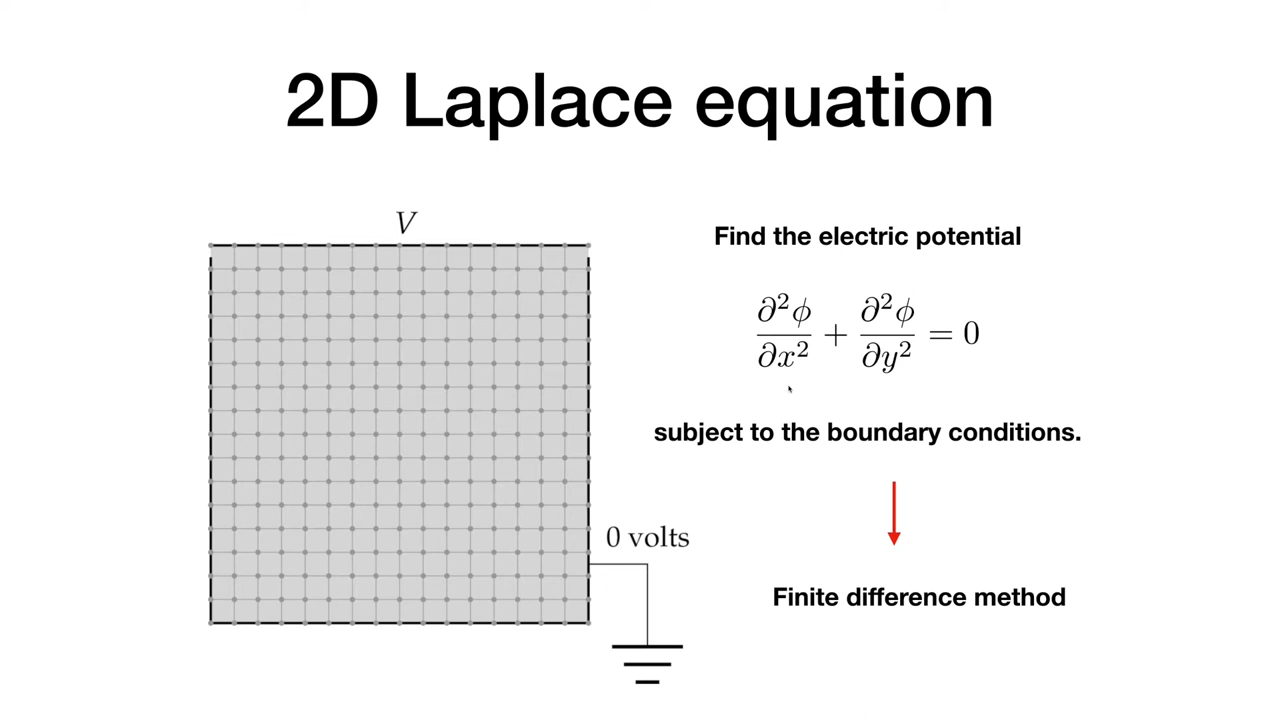 2D Laplace equation
V
Find the electric potential
∂²ϕ/∂x² + ∂²ϕ/∂y² = 0
subject to the boundary conditions.
0 volts
Finite difference method